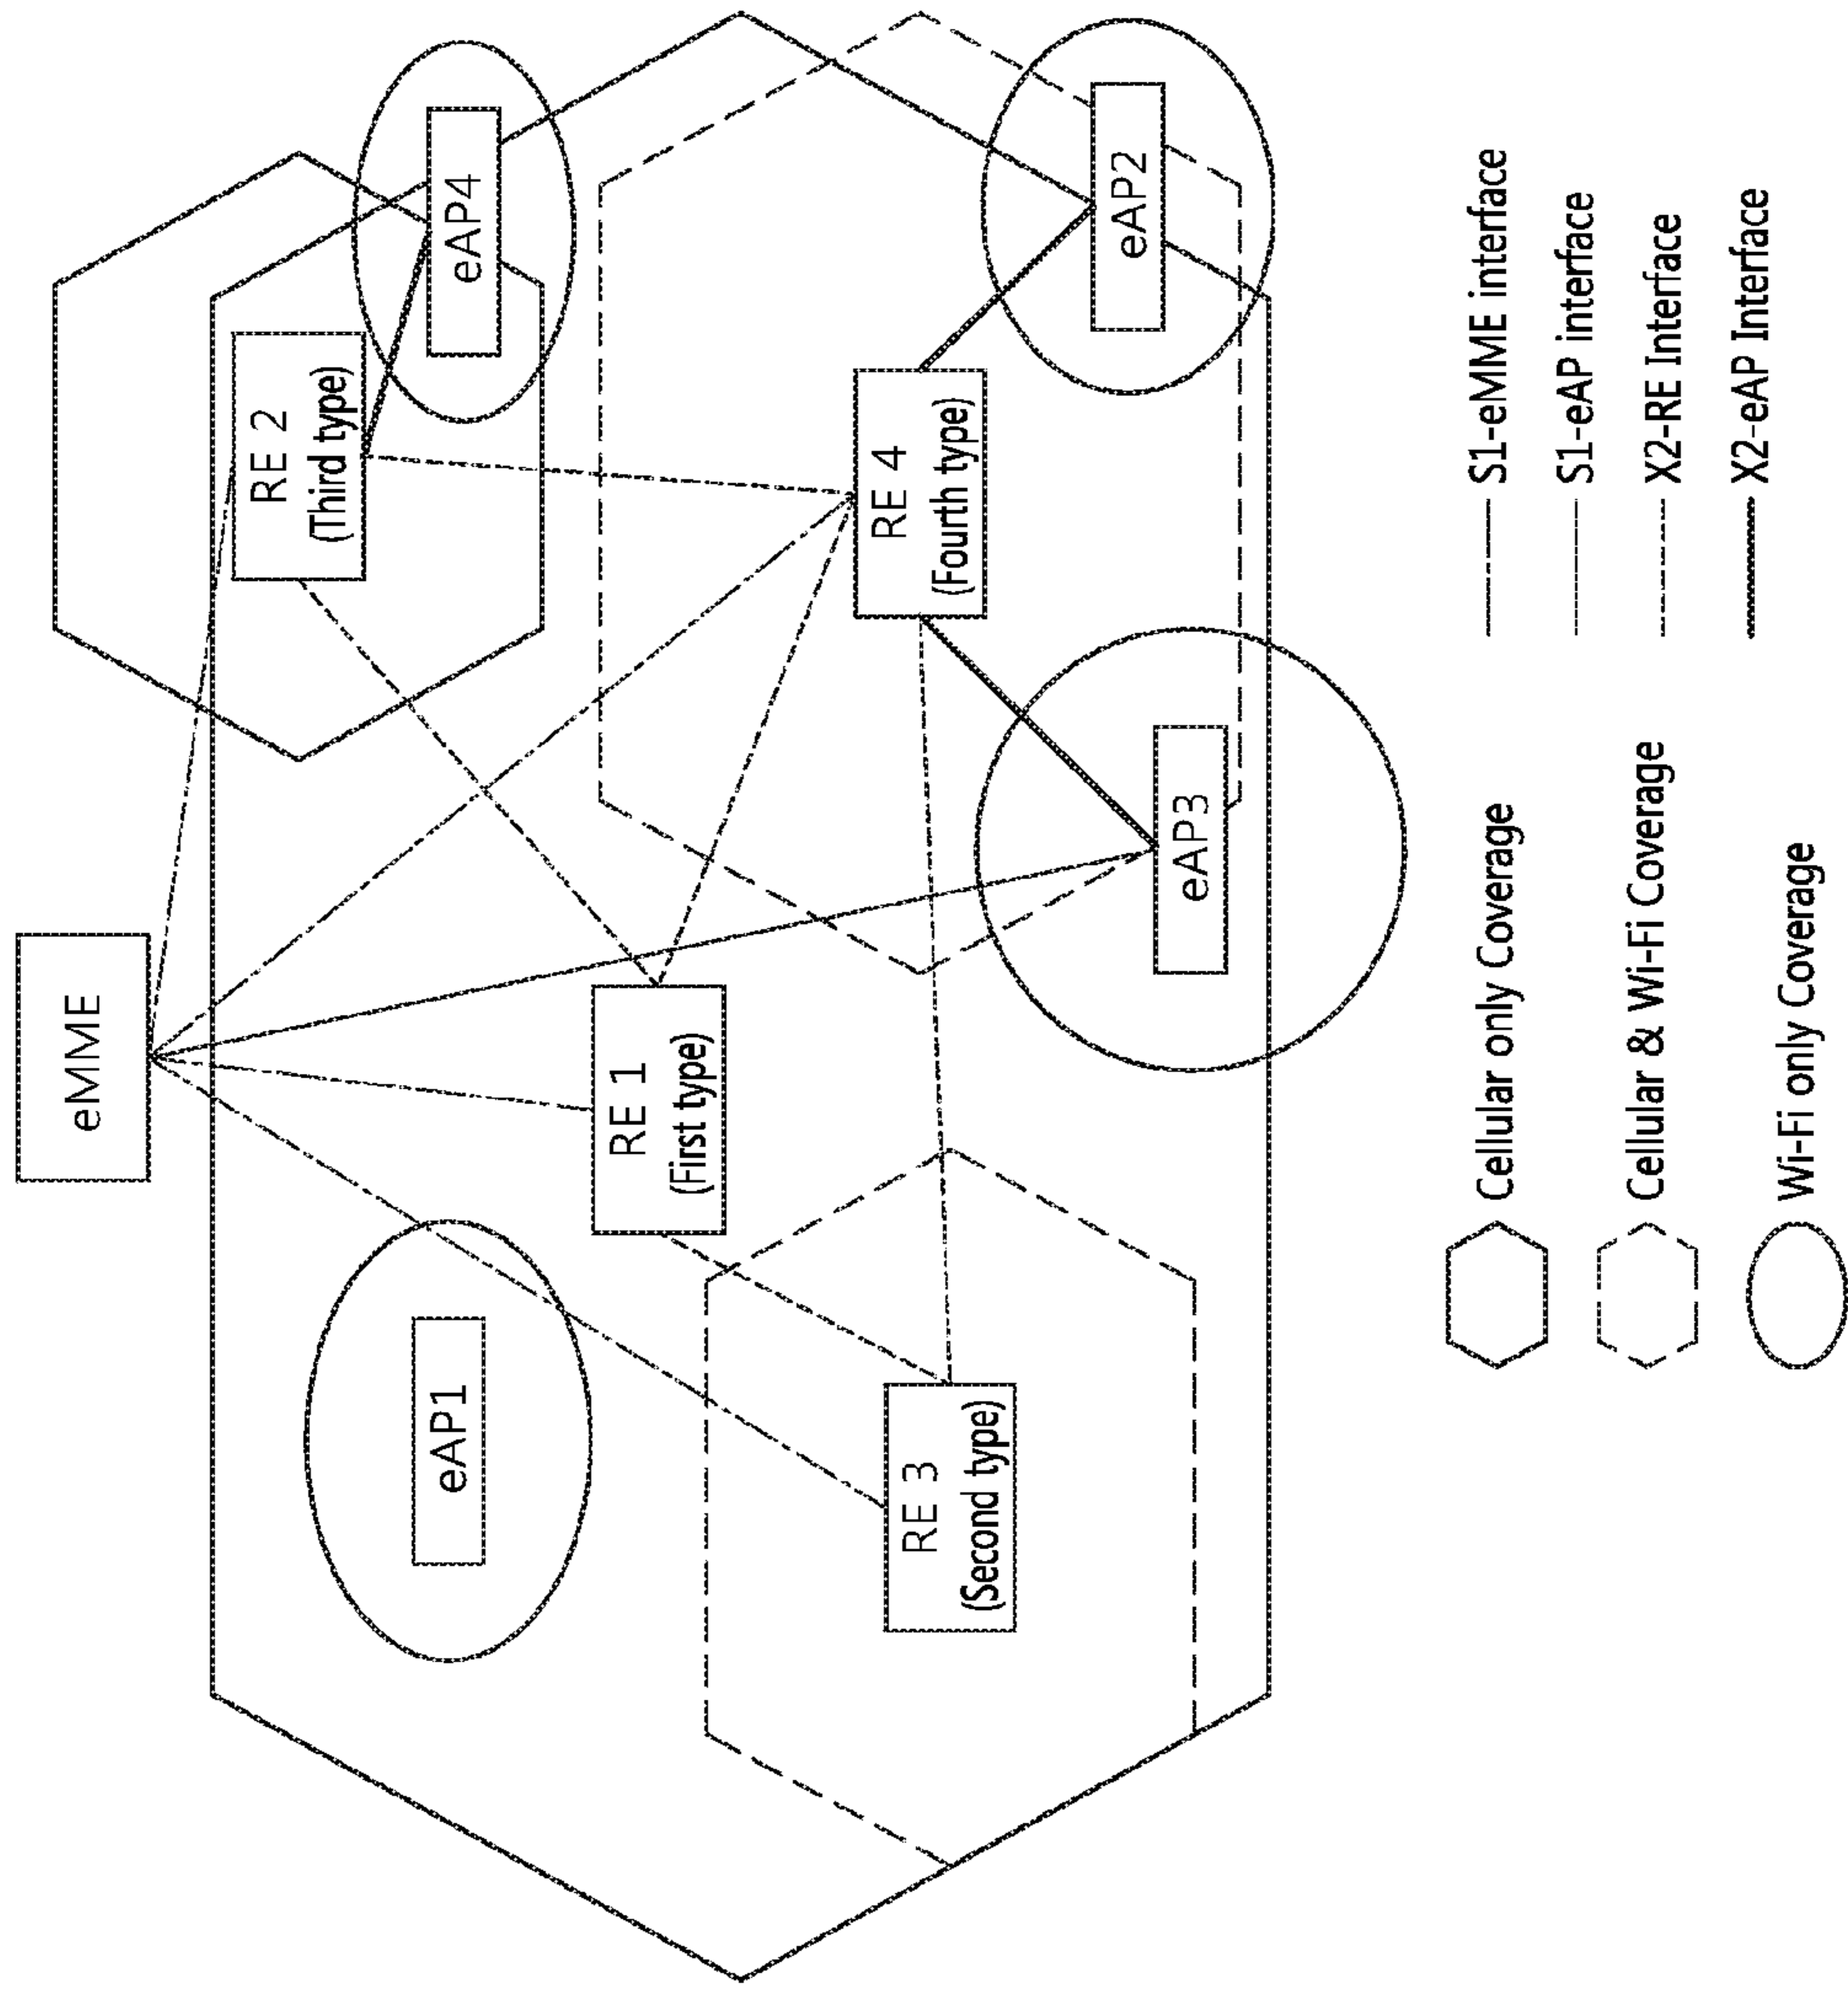 eMME
eAP1
RE 1
(First type)
RE 2
(Third type)
eAP4
RE 3
(Second type)
RE 4
(Fourth type)
eAP3
eAP2
Cellular only Coverage
Cellular & Wi-Fi Coverage
Wi-Fi only Coverage
S1-eMME interface
S1-eAP interface
X2-RE Interface
X2-eAP Interface